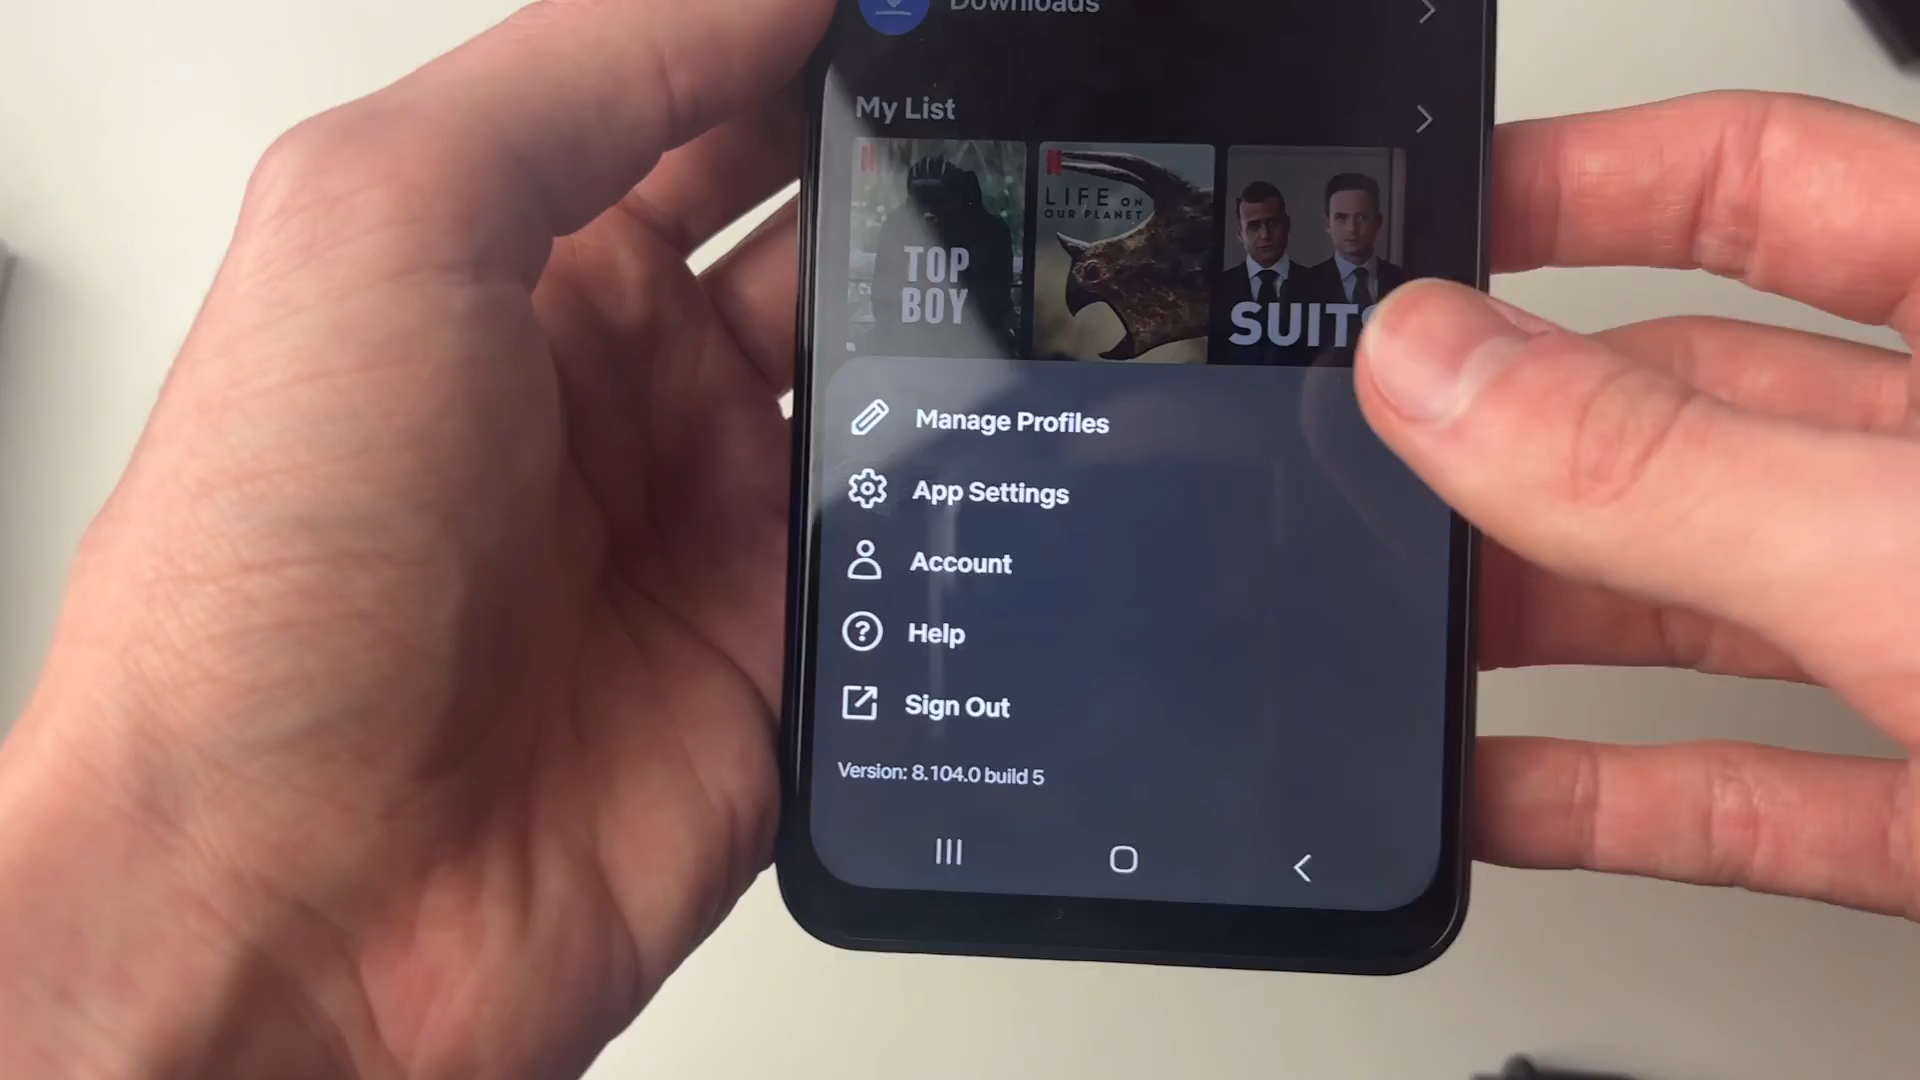 Downloads
My List
N
TOP
BOY
N
LIFE ON
OUR PLANET
SUITS
Manage Profiles
App Settings
Account
Help
Sign Out
Version: 8.104.0 build 5